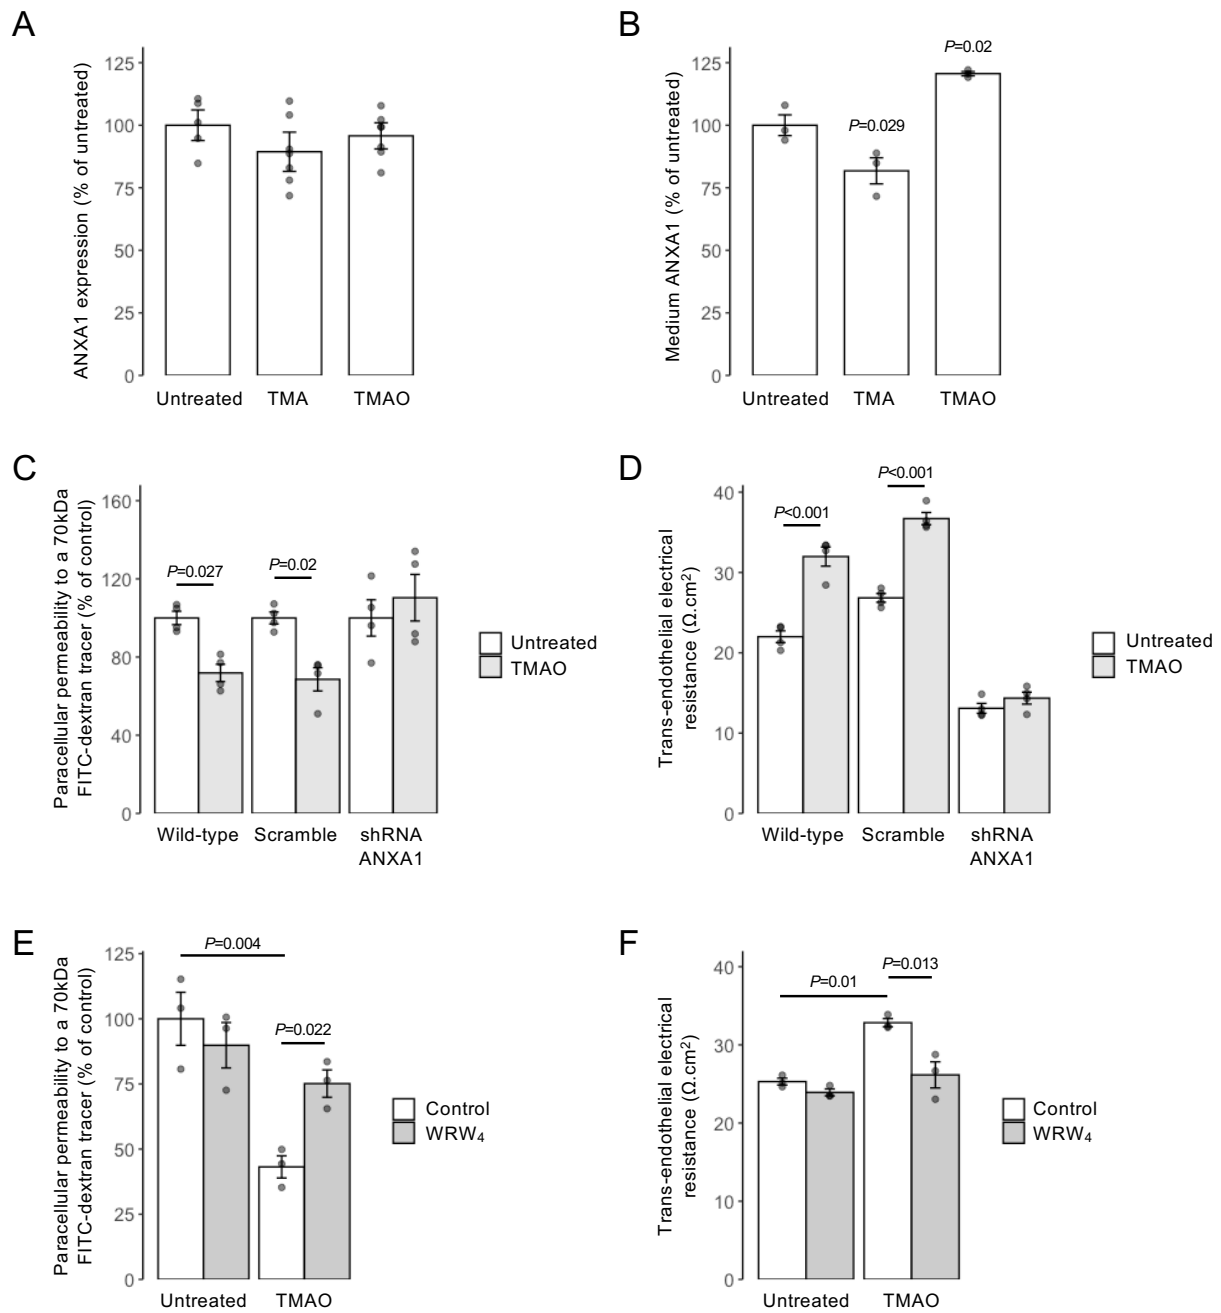 A
ANXA1 expression (% of untreated)
125
100
75
50
25
0
Untreated
TMA
TMAO
B
Medium ANXA1 (% of untreated)
125
100
75
50
25
0
P=0.029
P=0.02
Untreated
TMA
TMAO
C
Paracellular permeability to a 70kDa
FITC-dextran tracer (% of control)
160
120
80
40
0
P=0.027
P=0.02
Wild-type
Scramble
shRNA
ANXA1
Untreated
TMAO
D
Trans-endothelial electrical
resistance (Ω.cm²)
40
30
20
10
0
P<0.001
P<0.001
Wild-type
Scramble
shRNA
ANXA1
Untreated
TMAO
E
Paracellular permeability to a 70kDa
FITC-dextran tracer (% of control)
125
100
75
50
25
0
P=0.004
P=0.022
Untreated
TMAO
Control
WRW₄
F
Trans-endothelial electrical
resistance (Ω.cm²)
40
30
20
10
0
P=0.01
P=0.013
Untreated
TMAO
Control
WRW₄